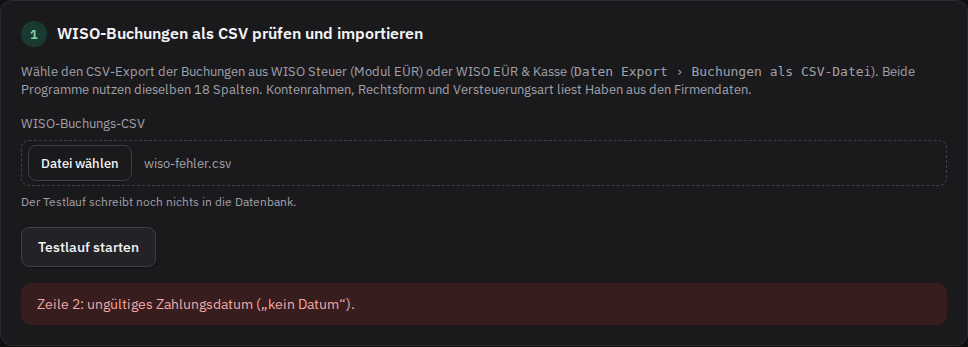 1 WISO-Buchungen als CSV prüfen und importieren
Wähle den CSV-Export der Buchungen aus WISO Steuer (Modul EÜR) oder WISO EÜR & Kasse (Daten Export › Buchungen als CSV-Datei). Beide
Programme nutzen dieselben 18 Spalten. Kontenrahmen, Rechtsform und Versteuerungsart liest Haben aus den Firmendaten.
WISO-Buchungs-CSV
Datei wählen wiso-fehler.csv
Der Testlauf schreibt noch nichts in die Datenbank.
Testlauf starten
Zeile 2: ungültiges Zahlungsdatum („kein Datum“).